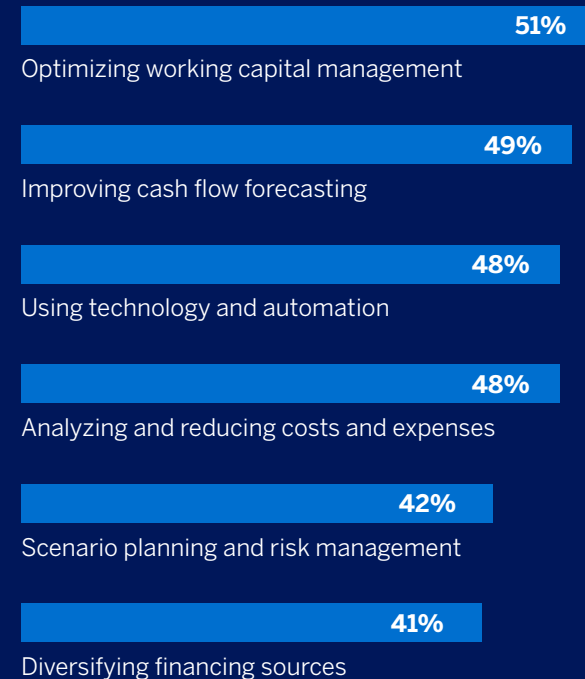 51%
Optimizing working capital management
49%
Improving cash flow forecasting
48%
Using technology and automation
48%
Analyzing and reducing costs and expenses
42%
Scenario planning and risk management
41%
Diversifying financing sources